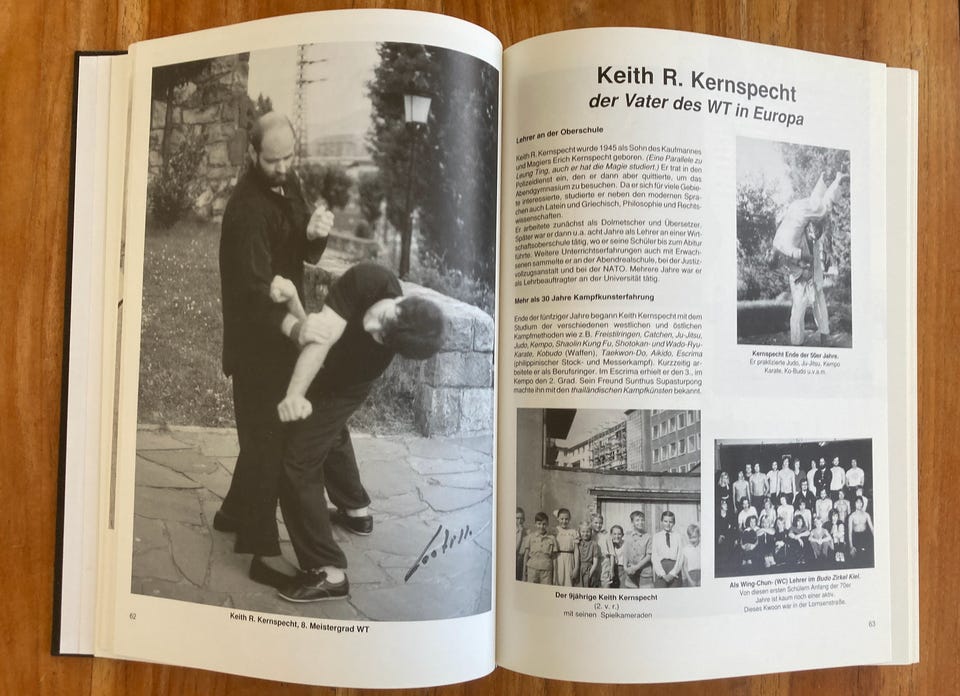 62
Keith R. Kernspecht, 8. Meistergrad WT
Keith R. Kernspecht
der Vater des WT in Europa
Lehrer an der Oberschule
Keith R. Kernspecht wurde 1945 als Sohn des Kaufmannes
und Magiers Erich Kernspecht geboren. (Eine Parallele zu
Leung Ting, auch er hat die Magie studiert.) Er trat in den
Polizeidienst ein, den er dann aber quittierte, um das
Abendgymnasium zu besuchen. Da er sich für viele Gebie-
te interessierte, studierte er neben den modernen Spra-
chen auch Latein und Griechisch, Philosophie und Rechts-
wissenschaften.
Er arbeitete zunächst als Dolmetscher und Übersetzer.
Später war er dann u.a. acht Jahre als Lehrer an einer Wirt-
schaftsoberschule tätig, wo er seine Schüler bis zum Abitur
führte. Weitere Unterrichtserfahrungen auch mit Erwach-
senen sammelte er an der Abendrealschule, bei der Justiz-
vollzugsanstalt und bei der NATO. Mehrere Jahre war er
als Lehrbeauftragter an der Universität tätig.
Mehr als 30 Jahre Kampfkunsterfahrung
Ende der fünfziger Jahre begann Keith Kernspecht mit dem
Studium der verschiedenen westlichen und östlichen
Kampfmethoden wie z.B. Freistilringen, Catchen, Ju-Jitsu,
Judo, Kempo, Shaolin Kung Fu, Shotokan- und Wado-Ryu-
Karate, Kobudo (Waffen), Taekwon-Do, Aikido, Escrima
(philippinischer Stock- und Messerkampf). Kurzzeitig ar-
beitete er als Berufsringer. Im Escrima erhielt er den 3., im
Kempo den 2. Grad. Sein Freund Sunthus Supasturpong
machte ihn mit den thailändischen Kampfkünsten bekannt.
Kernspecht Ende der 50er Jahre.
Er praktizierte Judo, Ju-Jitsu, Kempo
Karate, Ko-Budo u.v.a.m.
Der 9jährige Keith Kernspecht
(2. v. r.)
mit seinen Spielkameraden
Als Wing-Chun- (WC) Lehrer im Budo Zirkel Kiel.
Von diesen ersten Schülern Anfang der 70er
Jahre ist kaum noch einer aktiv.
Dieses Kwoon war in der Lornsenstraße.
63